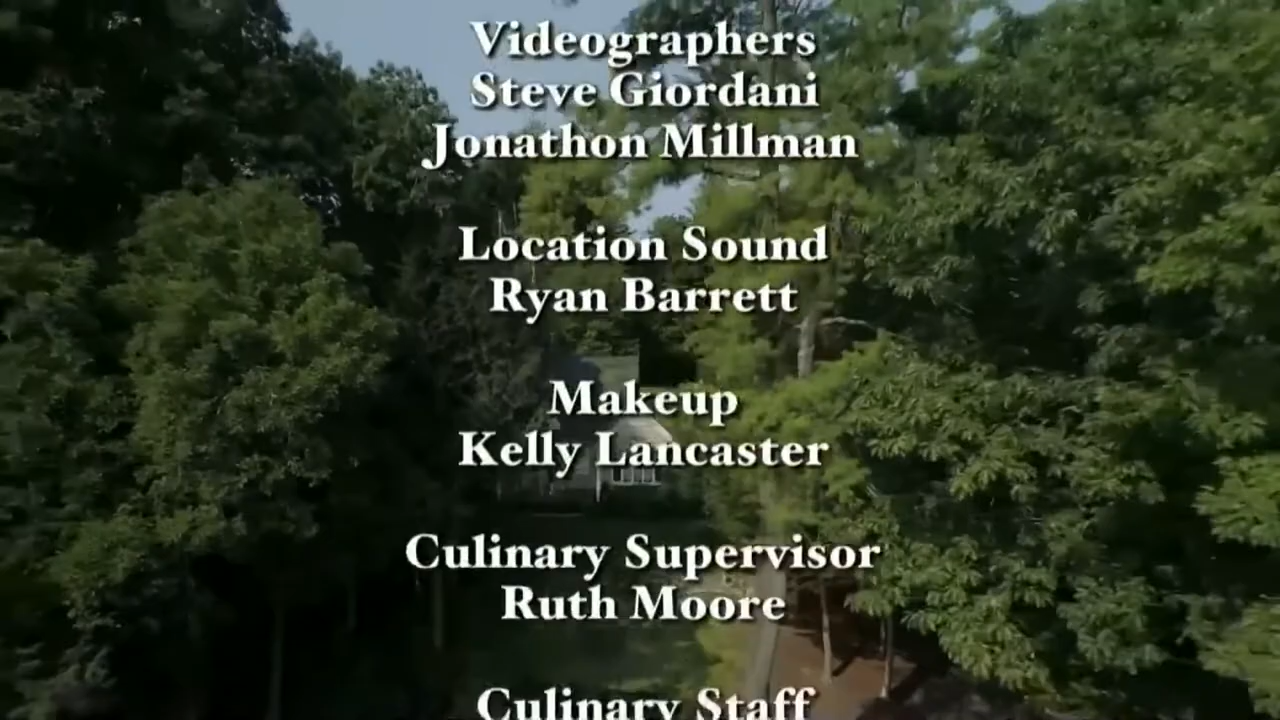 Videographers
Steve Giordani
Jonathon Millman
Location Sound
Ryan Barrett
Makeup
Kelly Lancaster
Culinary Supervisor
Ruth Moore
Culinary Staff